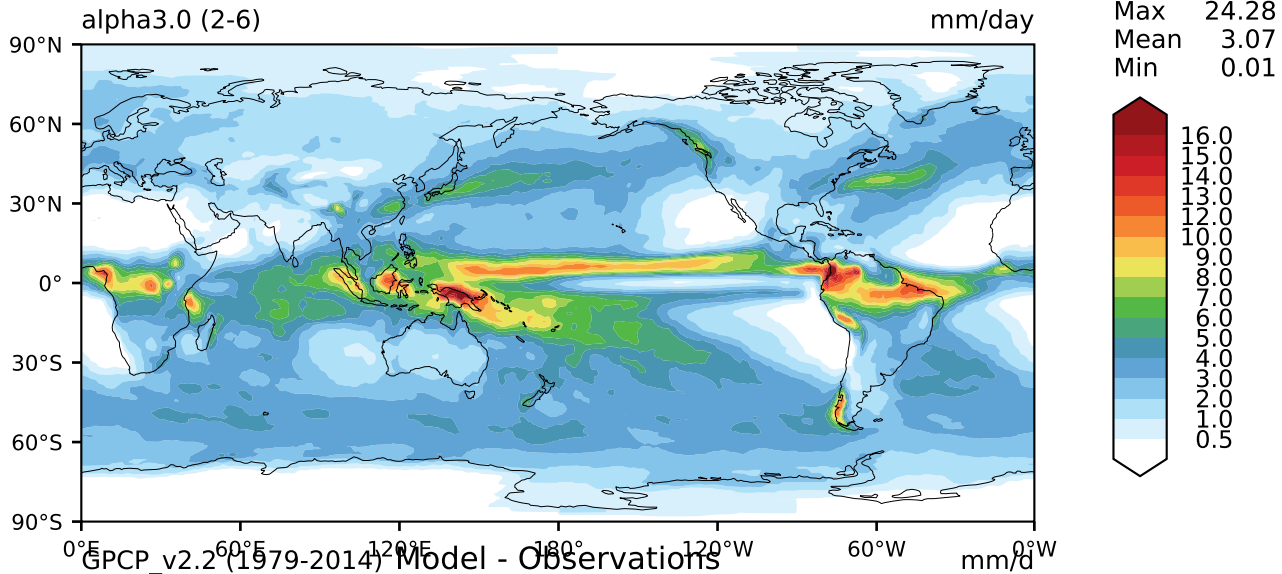 alpha3.0 (2-6) mm/day
Max 24.28
Mean 3.07
Min 0.01
90°N
60°N
30°N
0°
30°S
60°S
90°S
0°E 60°E 120°E 180° 120°W 60°W 0°W
16.0
15.0
14.0
13.0
12.0
10.0
9.0
8.0
7.0
6.0
5.0
4.0
3.0
2.0
1.0
0.5
GPCP_v2.2 (1979-2014) Model - Observations mm/d